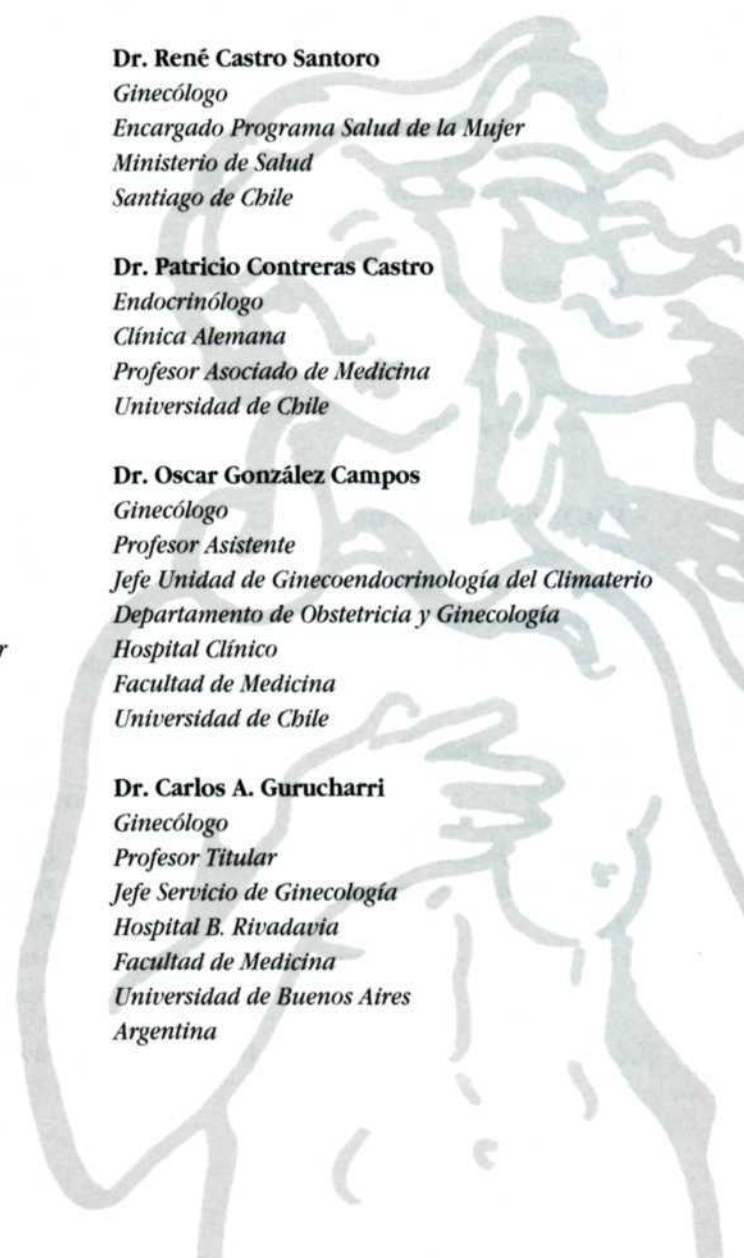 Dr. René Castro Santoro
Ginecólogo
Encargado Programa Salud de la Mujer
Ministerio de Salud
Santiago de Chile
Dr. Patricio Contreras Castro
Endocrinólogo
Clínica Alemana
Profesor Asociado de Medicina
Universidad de Chile
Dr. Oscar González Campos
Ginecólogo
Profesor Asistente
Jefe Unidad de Ginecoendocrinología del Climaterio
Departamento de Obstetricia y Ginecología
Hospital Clínico
Facultad de Medicina
Universidad de Chile
Dr. Carlos A. Gurucharri
Ginecólogo
Profesor Titular
Jefe Servicio de Ginecología
Hospital B. Rivadavia
Facultad de Medicina
Universidad de Buenos Aires
Argentina